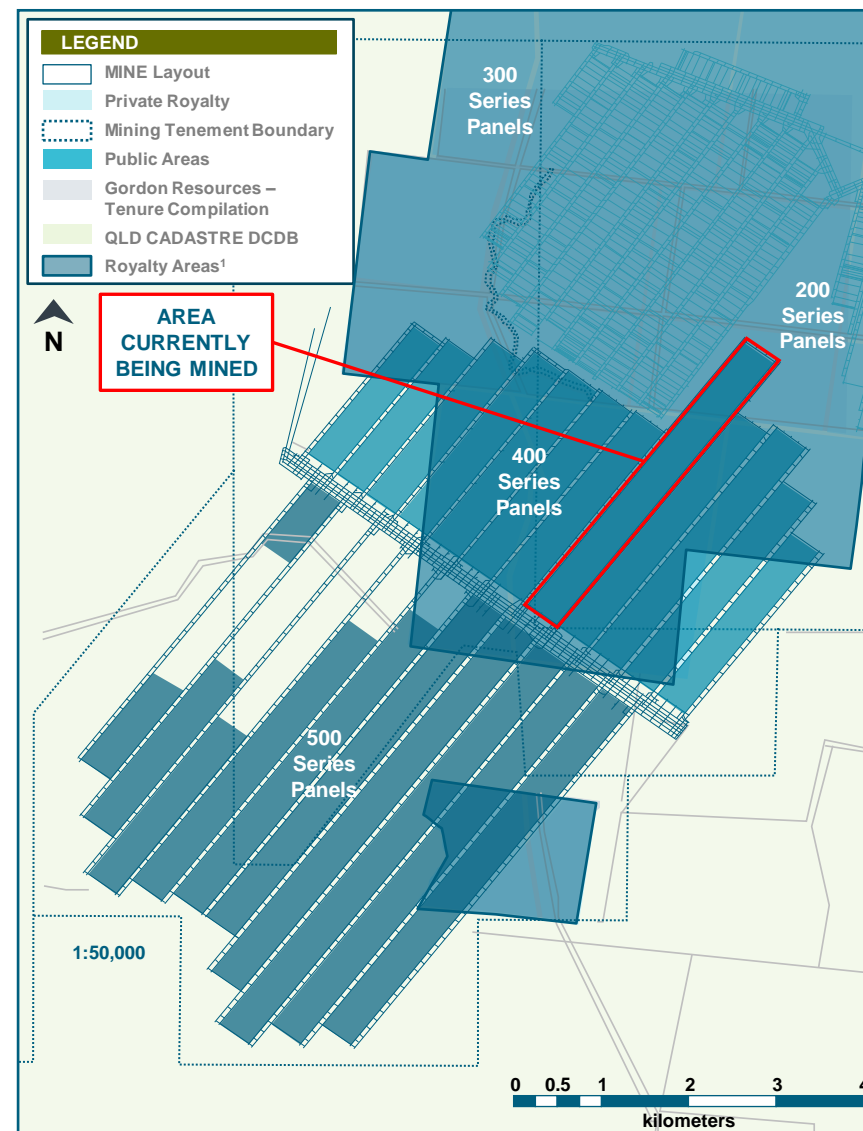 LEGEND
MINE Layout
Private Royalty
Mining Tenement Boundary
Public Areas
Gordon Resources –
Tenure Compilation
QLD CADASTRE DCDB
Royalty Areas¹
N
AREA
CURRENTLY
BEING MINED
300
Series
Panels
200
Series
Panels
400
Series
Panels
500
Series
Panels
1:50,000
0 0.5 1 2 3 4
kilometers